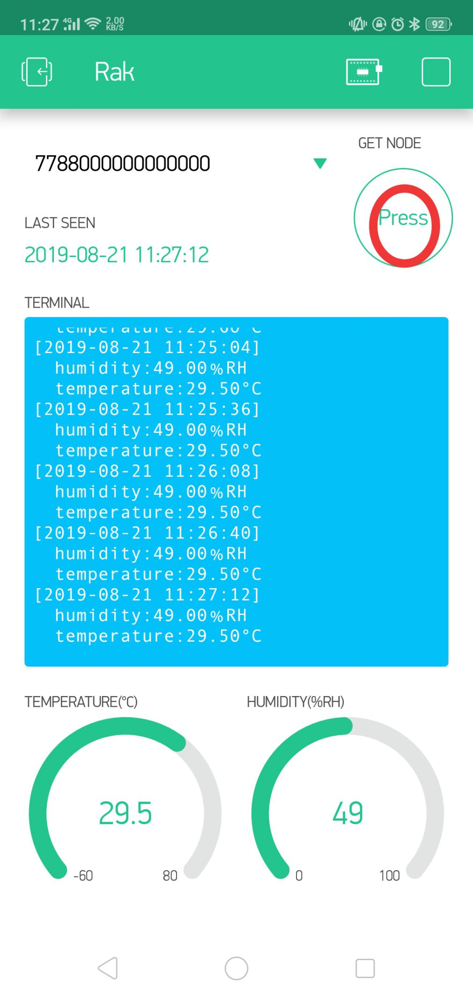 11:27 4G 2.00 KB/S 92
Rak
GET NODE
7788000000000000
Press
LAST SEEN
2019-08-21 11:27:12
TERMINAL
[2019-08-21 11:25:04]
humidity:49.00%RH
temperature:29.50°C
[2019-08-21 11:25:36]
humidity:49.00%RH
temperature:29.50°C
[2019-08-21 11:26:08]
humidity:49.00%RH
temperature:29.50°C
[2019-08-21 11:26:40]
humidity:49.00%RH
temperature:29.50°C
[2019-08-21 11:27:12]
humidity:49.00%RH
temperature:29.50°C
TEMPERATURE(°C) HUMIDITY(%RH)
29.5 49
-60 80 0 100